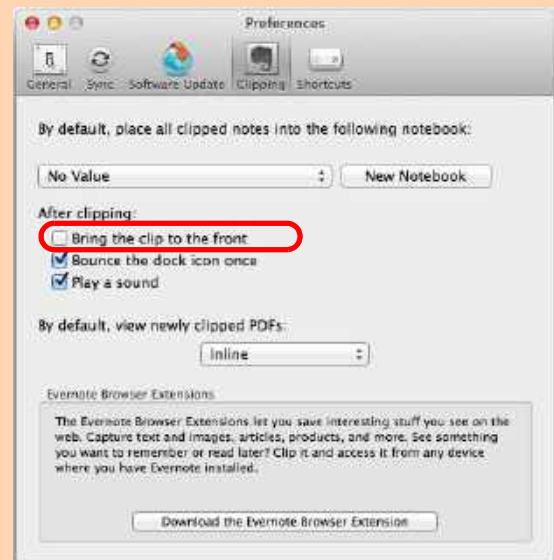 Preferences
General Sync Software Update Clipping Shortcuts
By default, place all clipped notes into the following notebook:
No Value New Notebook
After clipping:
Bring the clip to the front
Bounce the dock icon once
Play a sound
By default, view newly clipped PDFs:
Inline
Evernote Browser Extensions
The Evernote Browser Extensions let you save interesting stuff you see on the
web. Capture text and images, articles, products, and more. See something
you want to remember or read later? Clip it and access it from any device
where you have Evernote installed.
Download the Evernote Browser Extension